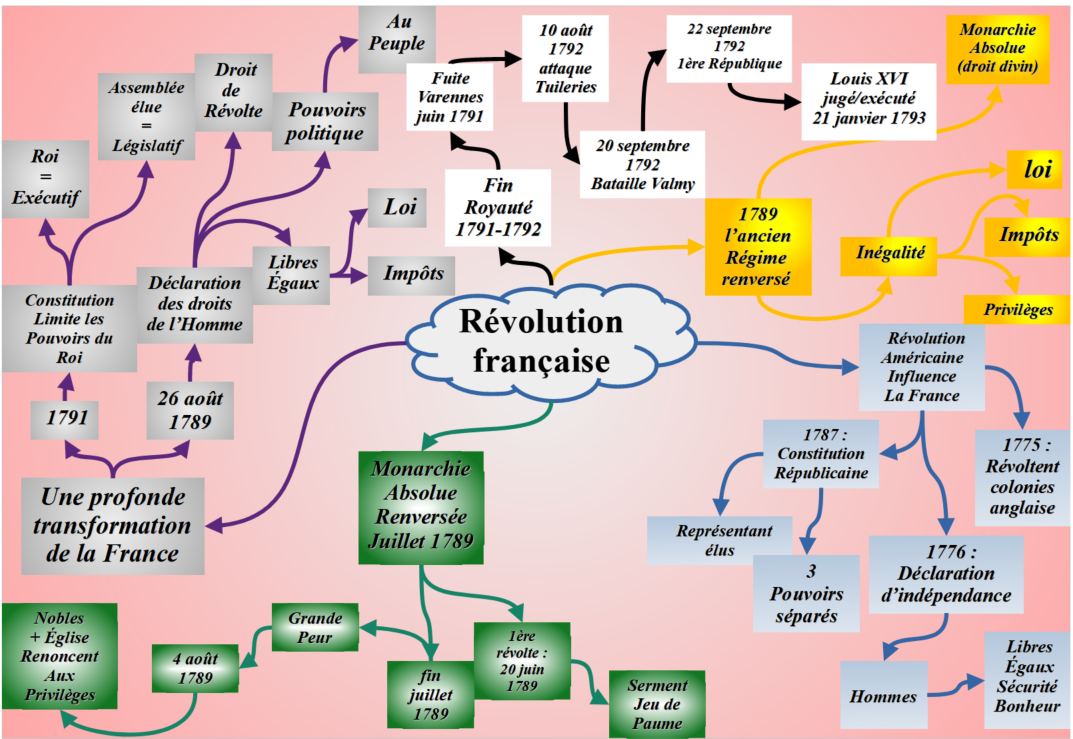 Révolution
française
Fin
Royauté
1791-1792
Fuite
Varennes
juin 1791
10 août
1792
attaque
Tuileries
20 septembre
1792
Bataille Valmy
22 septembre
1792
1ère République
Louis XVI
jugé/exécuté
21 janvier 1793
1789
l'ancien
Régime
renversé
Monarchie
Absolue
(droit divin)
Inégalité
loi
Impôts
Privilèges
Révolution
Américaine
Influence
La France
1775 :
Révoltent
colonies
anglaise
1776 :
Déclaration
d'indépendance
Hommes
Libres
Égaux
Sécurité
Bonheur
1787 :
Constitution
Républicaine
Représentant
élus
3
Pouvoirs
séparés
Monarchie
Absolue
Renversée
Juillet 1789
1ère
révolte :
20 juin
1789
Serment
Jeu de
Paume
fin
juillet
1789
Grande
Peur
4 août
1789
Nobles
+ Église
Renoncent
Aux
Privilèges
Une profonde
transformation
de la France
1791
Constitution
Limite les
Pouvoirs du
Roi
Roi
=
Exécutif
Assemblée
élue
=
Législatif
26 août
1789
Déclaration
des droits
de l'Homme
Droit
de
Révolte
Pouvoirs
politique
Au
Peuple
Libres
Égaux
Loi
Impôts